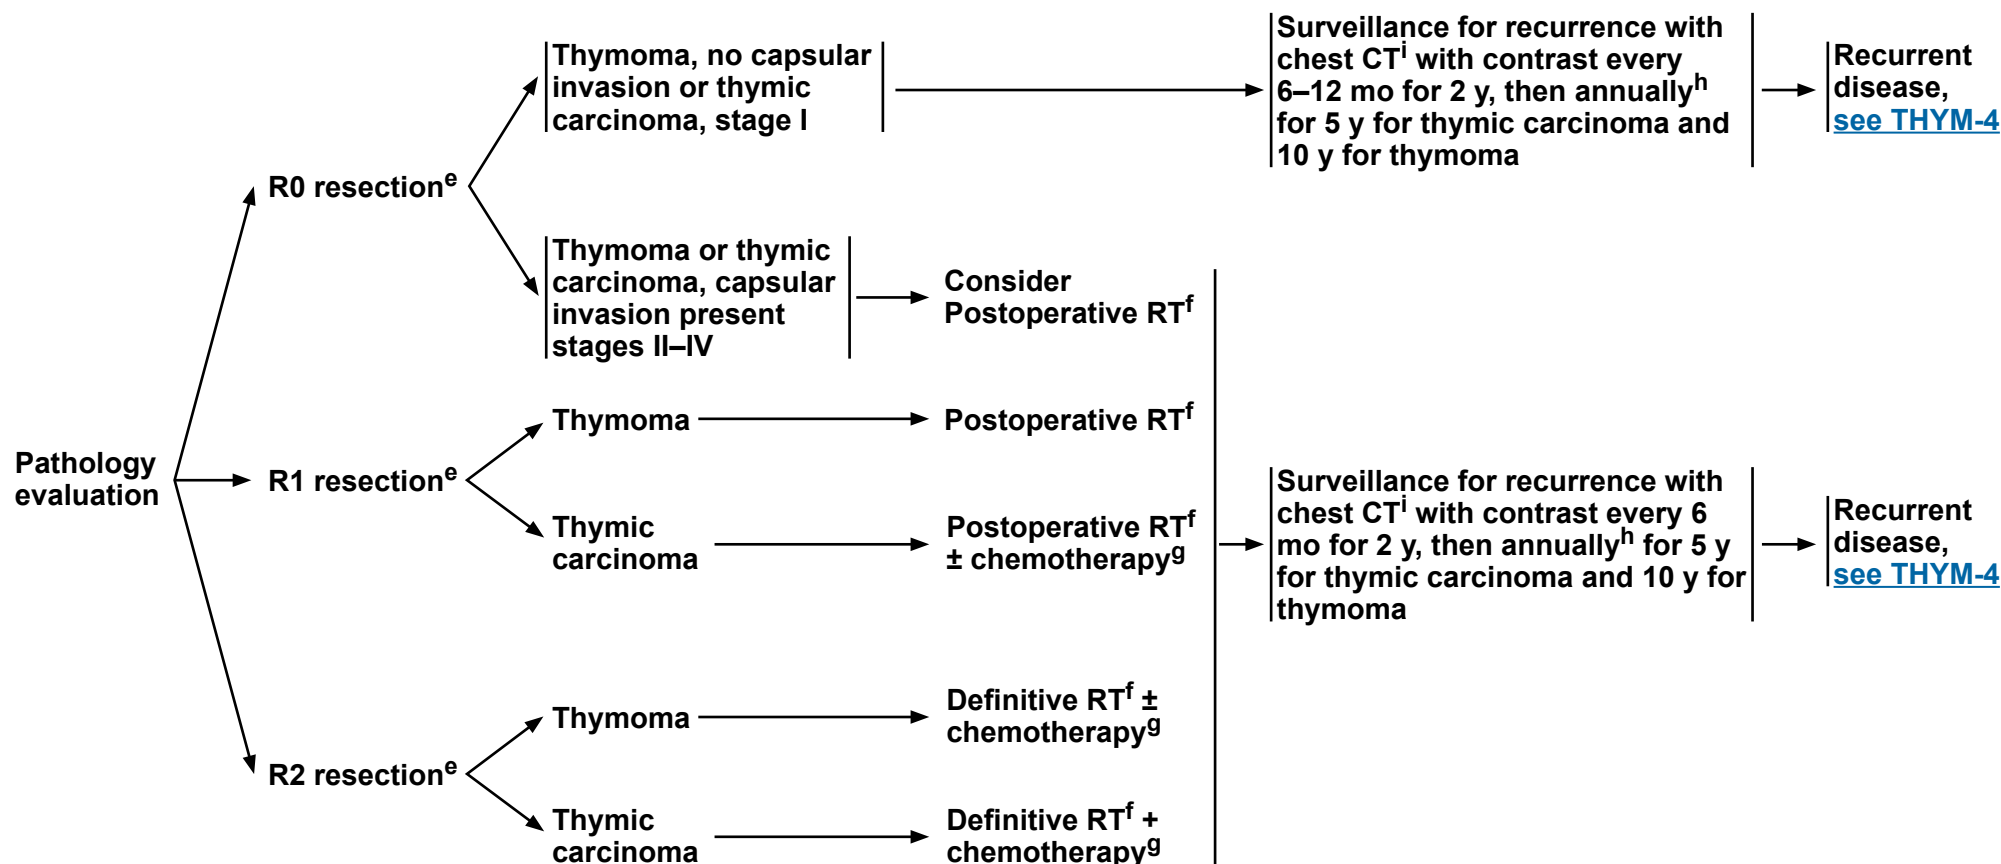 Pathology
evaluation
R0 resectionᵉ
Thymoma, no capsular
invasion or thymic
carcinoma, stage I
Surveillance for recurrence with
chest CTⁱ with contrast every
6–12 mo for 2 y, then annuallyʰ
for 5 y for thymic carcinoma and
10 y for thymoma
Recurrent
disease,
see THYM-4
Thymoma or thymic
carcinoma, capsular
invasion present
stages II–IV
Consider
Postoperative RTᶠ
R1 resectionᵉ
Thymoma
Postoperative RTᶠ
Thymic
carcinoma
Postoperative RTᶠ
± chemotherapyᵍ
R2 resectionᵉ
Thymoma
Definitive RTᶠ ±
chemotherapyᵍ
Thymic
carcinoma
Definitive RTᶠ +
chemotherapyᵍ
Surveillance for recurrence with
chest CTⁱ with contrast every 6
mo for 2 y, then annuallyʰ for 5 y
for thymic carcinoma and 10 y for
thymoma
Recurrent
disease,
see THYM-4